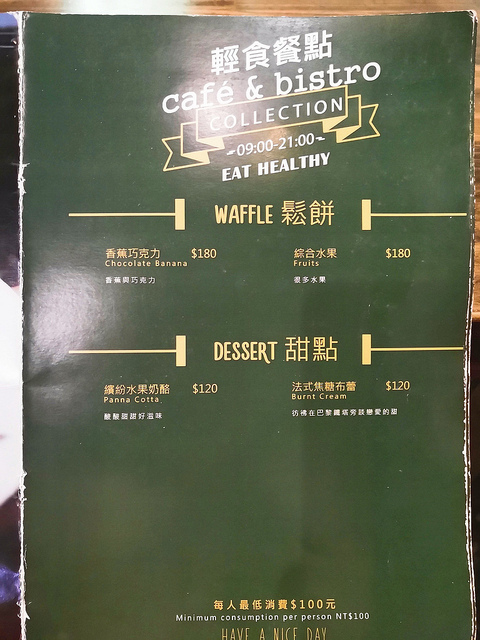 輕食餐點
café & bistro
COLLECTION
09:00-21:00
EAT HEALTHY
WAFFLE 鬆餅
香蕉巧克力 $180
Chocolate Banana
香蕉與巧克力
綜合水果 $180
Fruits
很多水果
DESSERT 甜點
繽紛水果奶酪 $120
Panna Cotta
酸酸甜甜好滋味
法式焦糖布蕾 $120
Burnt Cream
彷彿在巴黎鐵塔旁談戀愛的甜
每人最低消費$100元
Minimum consumption per person NT$100
HAVE A NICE DAY